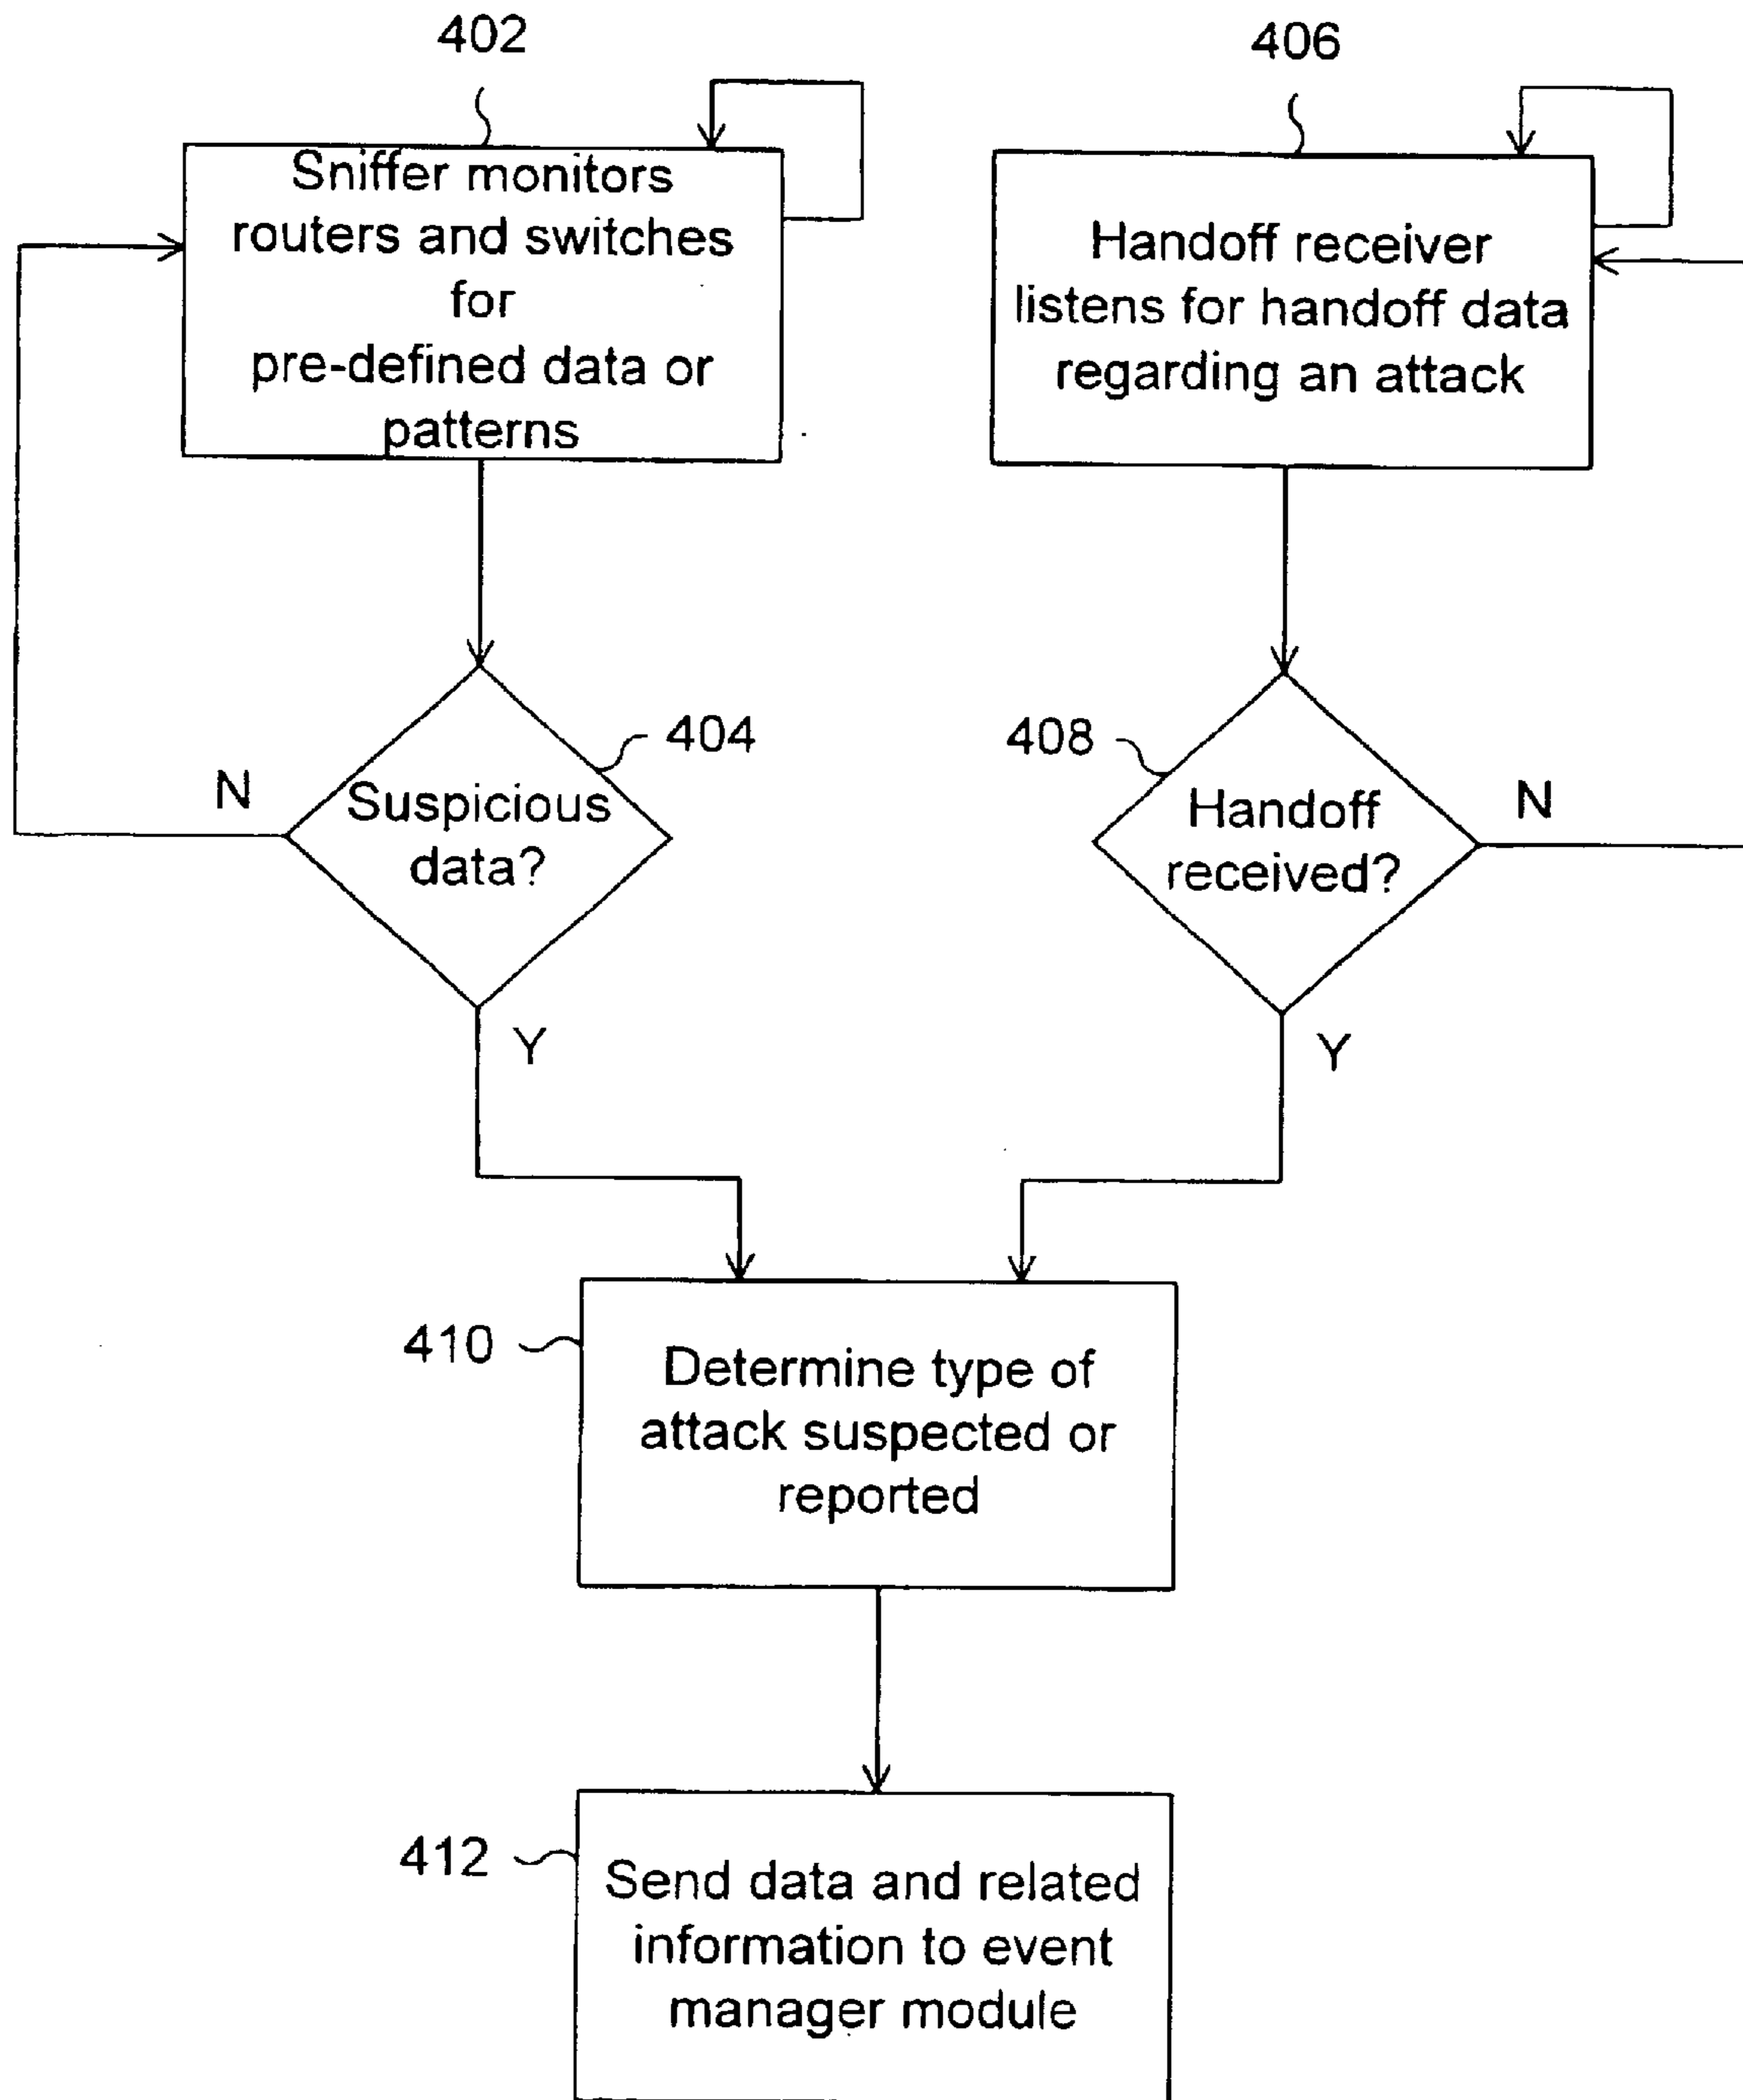 402
Sniffer monitors
routers and switches
for
pre-defined data or
patterns
406
Handoff receiver
listens for handoff data
regarding an attack
404
N
Suspicious
data?
Y
408
N
Handoff
received?
Y
410
Determine type of
attack suspected or
reported
412
Send data and related
information to event
manager module